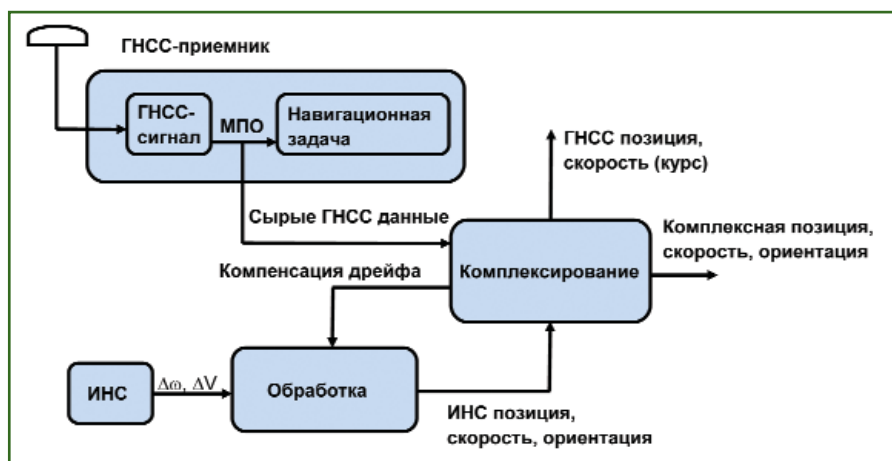 ГНСС-приемник
ГНСС-
сигнал
МПО
Навигационная
задача
ГНСС позиция,
скорость (курс)
Сырые ГНСС данные
Комплексная позиция,
скорость, ориентация
Компенсация дрейфа
Комплексирование
ИНС
Δω, ΔV
Обработка
ИНС позиция,
скорость, ориентация